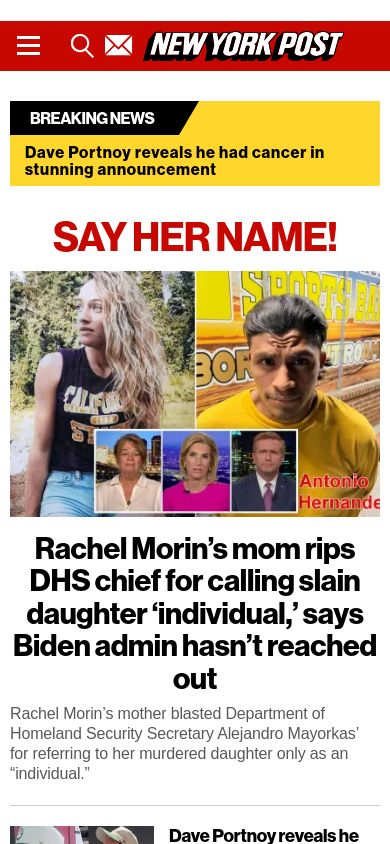 NEW YORK POST
BREAKING NEWS
Dave Portnoy reveals he had cancer in
stunning announcement
SAY HER NAME!
SPORTS BA
BOR
Antonio
Hernande
Rachel Morin’s mom rips
DHS chief for calling slain
daughter ‘individual,’ says
Biden admin hasn’t reached
out
Rachel Morin’s mother blasted Department of
Homeland Security Secretary Alejandro Mayorkas’
for referring to her murdered daughter only as an
“individual.”
Dave Portnoy reveals he